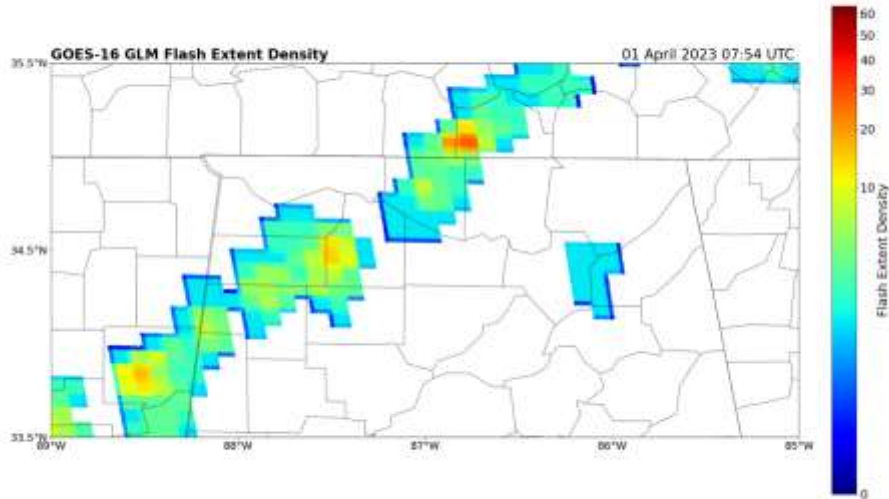 GOES-16 GLM Flash Extent Density
01 April 2023 07:54 UTC
35.5°N
34.5°N
33.5°N
89°W
88°W
87°W
86°W
85°W
60
50
40
30
20
10
0
Flash Extent Density